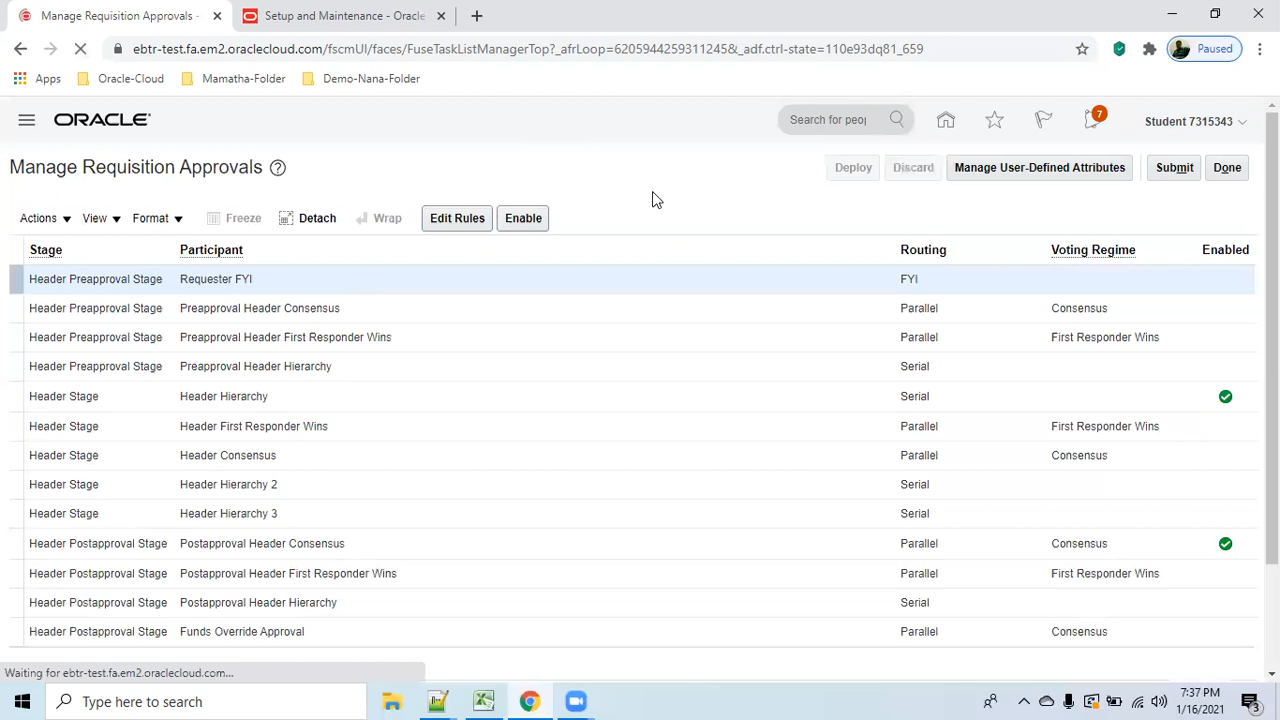 Manage Requisition Approvals -
Setup and Maintenance - Oracle
ebtr-test.fa.em2.oraclecloud.com/fscmUI/faces/FuseTaskListManagerTop?_afrLoop=6205944259311245&_adf.ctrl-state=110e93dq81_659
Paused
Apps Oracle-Cloud Mamatha-Folder Demo-Nana-Folder
ORACLE
Search for peop
7
Student 7315343
Manage Requisition Approvals
Deploy Discard Manage User-Defined Attributes Submit Done
Actions View Format Freeze Detach Wrap Edit Rules Enable
Stage Participant Routing Voting Regime Enabled
Header Preapproval Stage Requester FYI FYI
Header Preapproval Stage Preapproval Header Consensus Parallel Consensus
Header Preapproval Stage Preapproval Header First Responder Wins Parallel First Responder Wins
Header Preapproval Stage Preapproval Header Hierarchy Serial
Header Stage Header Hierarchy Serial
Header Stage Header First Responder Wins Parallel First Responder Wins
Header Stage Header Consensus Parallel Consensus
Header Stage Header Hierarchy 2 Serial
Header Stage Header Hierarchy 3 Serial
Header Postapproval Stage Postapproval Header Consensus Parallel Consensus
Header Postapproval Stage Postapproval Header First Responder Wins Parallel First Responder Wins
Header Postapproval Stage Postapproval Header Hierarchy Serial
Header Postapproval Stage Funds Override Approval Parallel Consensus
Waiting for ebtr-test.fa.em2.oraclecloud.com...
Type here to search
7:37 PM
1/16/2021
3